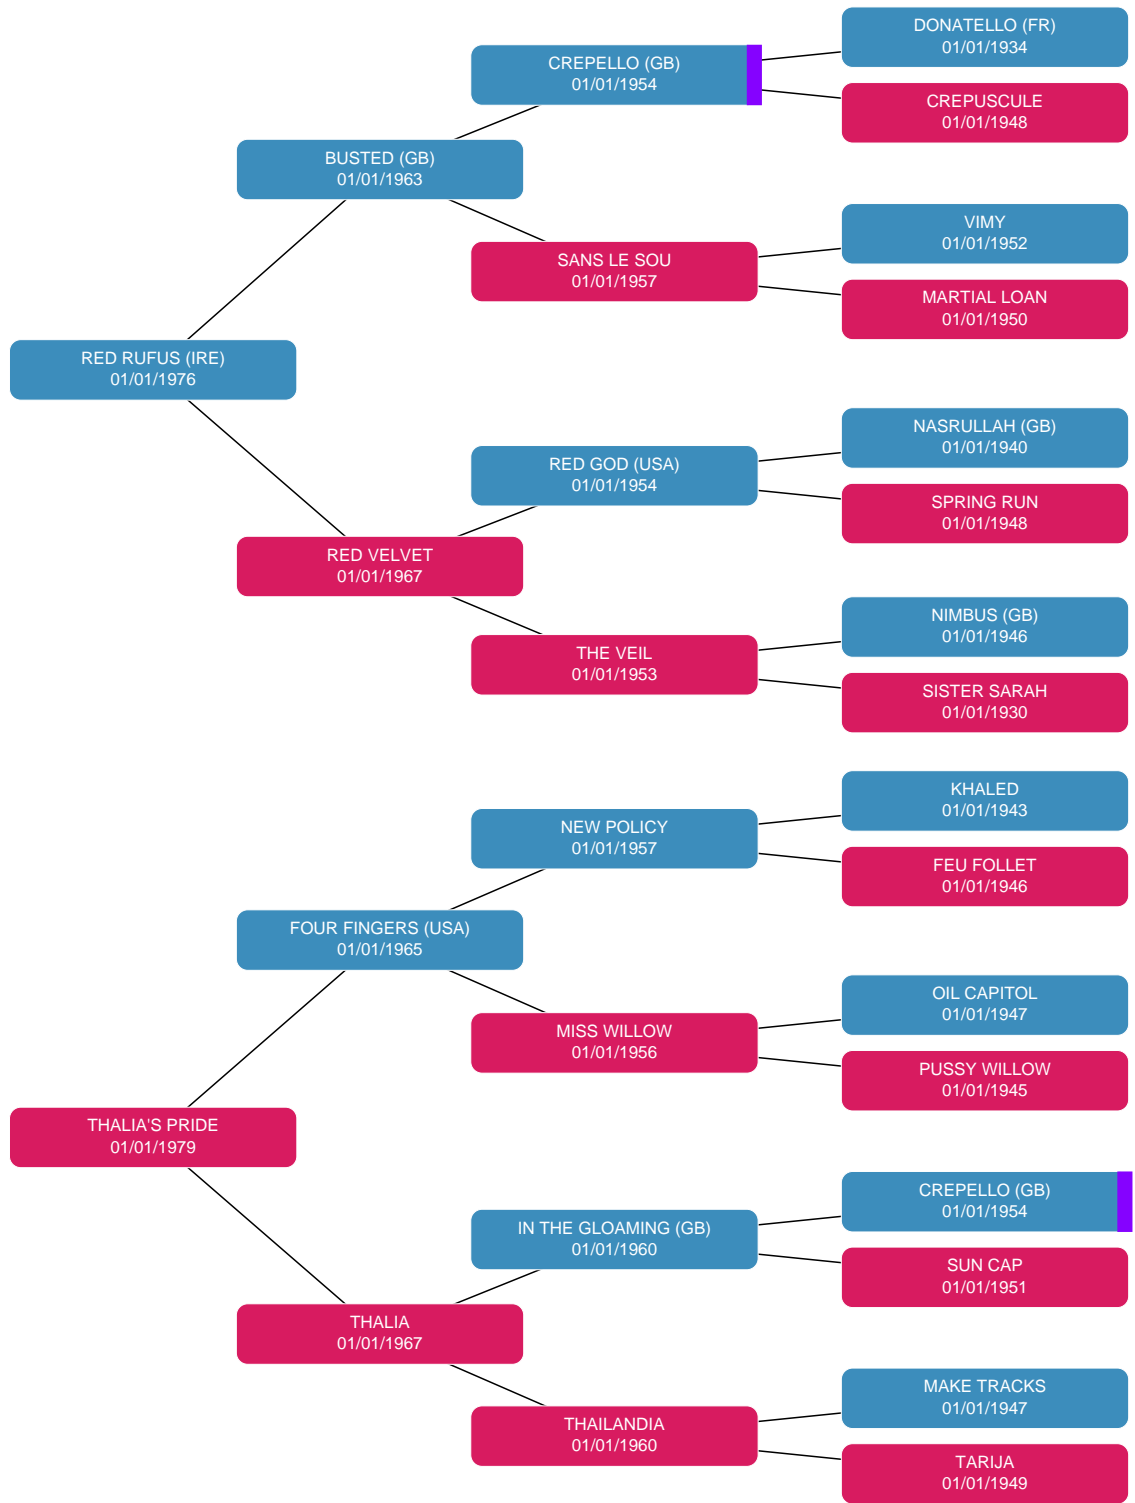 DONATELLO (FR)
01/01/1934
CREPELLO (GB)
01/01/1954
CREPUSCULE
01/01/1948
BUSTED (GB)
01/01/1963
VIMY
01/01/1952
SANS LE SOU
01/01/1957
MARTIAL LOAN
01/01/1950
RED RUFUS (IRE)
01/01/1976
NASRULLAH (GB)
01/01/1940
RED GOD (USA)
01/01/1954
SPRING RUN
01/01/1948
RED VELVET
01/01/1967
NIMBUS (GB)
01/01/1946
THE VEIL
01/01/1953
SISTER SARAH
01/01/1930
KHALED
01/01/1943
NEW POLICY
01/01/1957
FEU FOLLET
01/01/1946
FOUR FINGERS (USA)
01/01/1965
OIL CAPITOL
01/01/1947
MISS WILLOW
01/01/1956
PUSSY WILLOW
01/01/1945
THALIA'S PRIDE
01/01/1979
CREPELLO (GB)
01/01/1954
IN THE GLOAMING (GB)
01/01/1960
SUN CAP
01/01/1951
THALIA
01/01/1967
MAKE TRACKS
01/01/1947
THAILANDIA
01/01/1960
TARIJA
01/01/1949